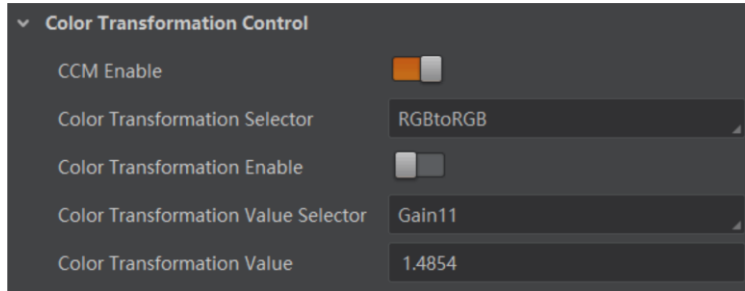 Color Transformation Control
CCM Enable
Color Transformation Selector RGBtoRGB
Color Transformation Enable
Color Transformation Value Selector Gain11
Color Transformation Value 1.4854